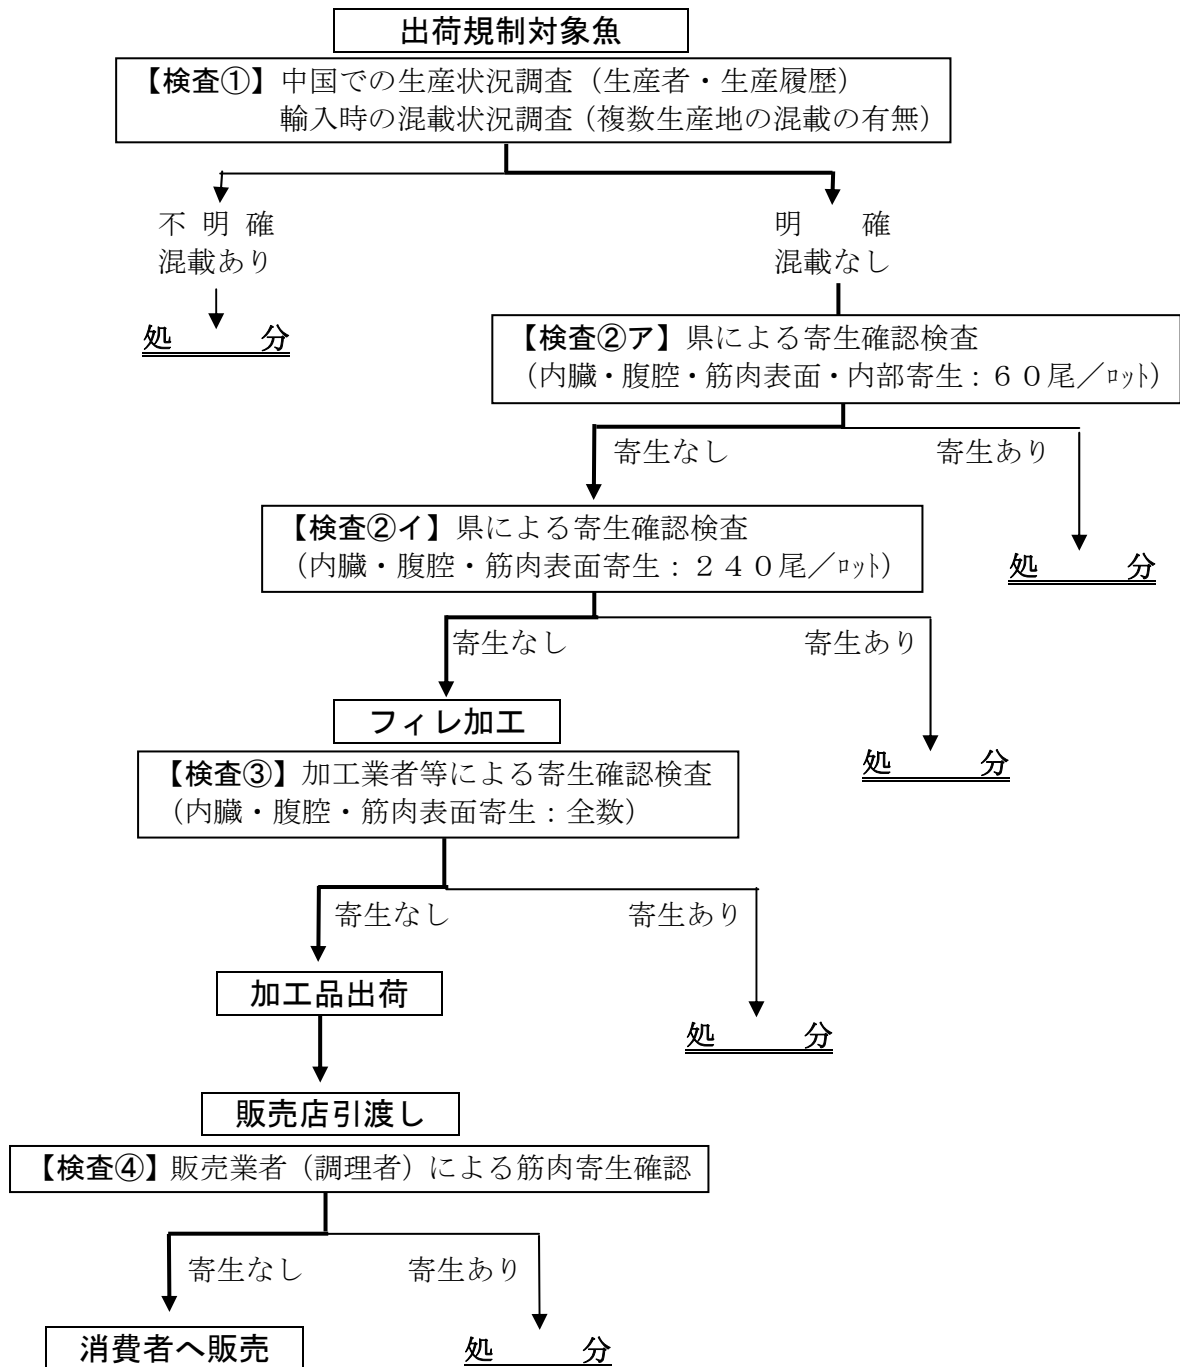 出荷規制対象魚
【検査①】中国での生産状況調査（生産者・生産履歴）
輸入時の混載状況調査（複数生産地の混載の有無）
不明確
明　確
混載あり
混載なし
処　分
【検査②ア】県による寄生確認検査
（内臓・腹腔・筋肉表面・内部寄生：６０尾／ﾛｯﾄ）
寄生なし
寄生あり
【検査②イ】県による寄生確認検査
（内臓・腹腔・筋肉表面寄生：２４０尾／ﾛｯﾄ）
処　分
寄生なし
寄生あり
フィレ加工
処　分
【検査③】加工業者等による寄生確認検査
（内臓・腹腔・筋肉表面寄生：全数）
寄生なし
寄生あり
加工品出荷
処　分
販売店引渡し
【検査④】販売業者（調理者）による筋肉寄生確認
寄生なし
寄生あり
消費者へ販売
処　分